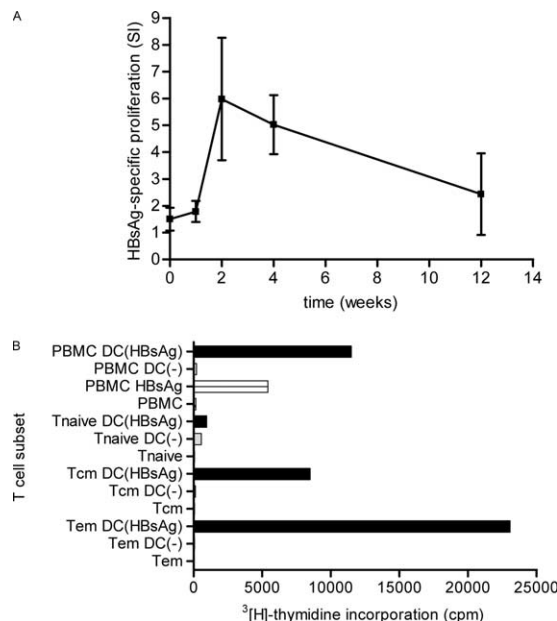 A
HBsAg-specific proliferation (SI)
9
8
7
6
5
4
3
2
1
0
0 2 4 6 8 10 12 14
time (weeks)
B
T cell subset
PBMC DC(HBsAg)
PBMC DC(-)
PBMC HBsAg
PBMC
Tnaive DC(HBsAg)
Tnaive DC(-)
Tnaive
Tcm DC(HBsAg)
Tcm DC(-)
Tcm
Tem DC(HBsAg)
Tem DC(-)
Tem
0 5000 10000 15000 20000 25000
³[H]-thymidine incorporation (cpm)